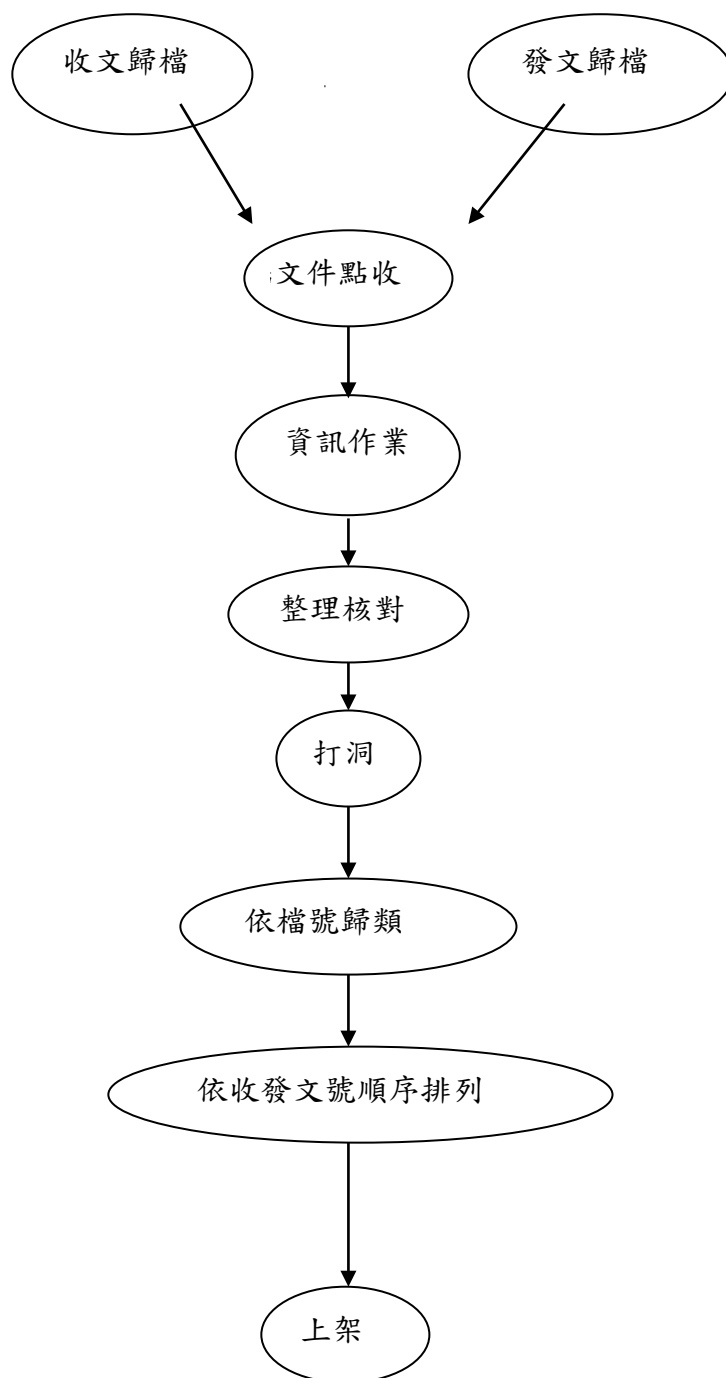 收文歸檔
發文歸檔
文件點收
資訊作業
整理核對
打洞
依檔號歸類
依收發文號順序排列
上架